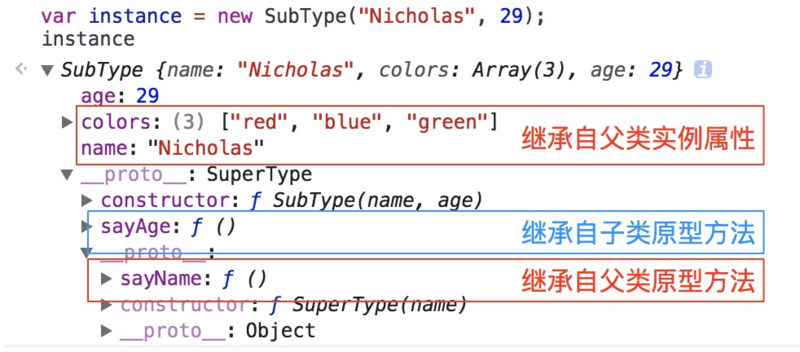 var instance = new SubType("Nicholas", 29);
instance
SubType {name: "Nicholas", colors: Array(3), age: 29} i
age: 29
colors: (3) ["red", "blue", "green"]
name: "Nicholas"
继承自父类实例属性
__proto__: SuperType
constructor: ƒ SubType(name, age)
sayAge: ƒ ()
继承自子类原型方法
__proto__:
sayName: ƒ ()
继承自父类原型方法
constructor: ƒ SuperType(name)
__proto__: Object